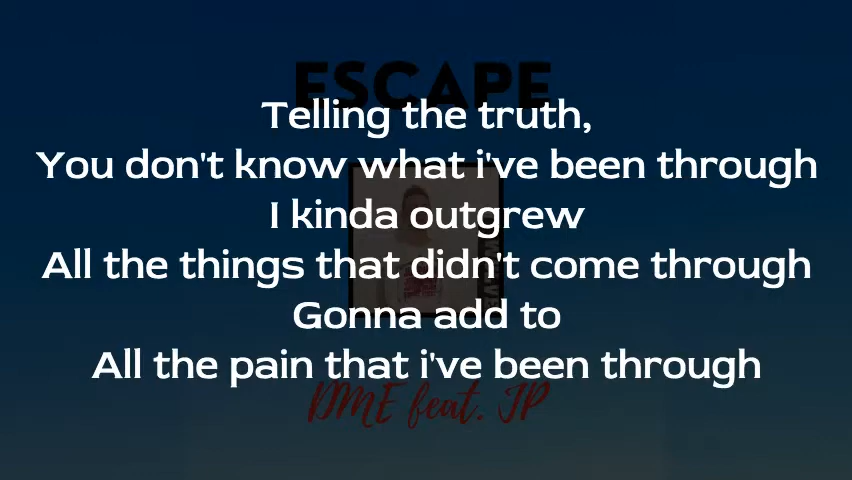 ESCAPE
Telling the truth,
You don't know what i've been through
I kinda outgrew
All the things that didn't come through
Gonna add to
All the pain that i've been through
DME feat. JP